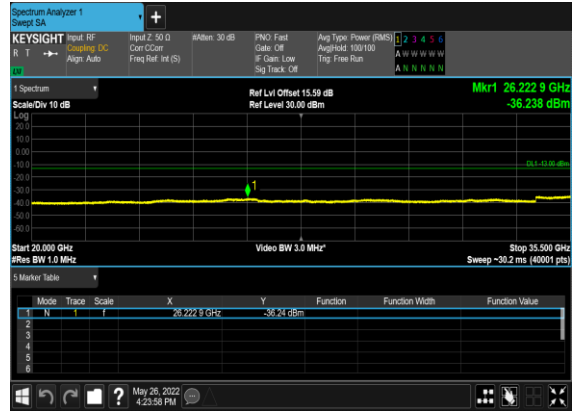 Spectrum Analyzer 1
Swept SA
+
KEYSIGHT Input: RF Input Z: 50 Ω #Atten: 30 dB PNO: Fast Avg Type: Power (RMS) 1 2 3 4 5 6
R T Coupling: DC Corr CCorr Gate: Off Avg|Hold: 100/100 A W W W W W
Align: Auto Freq Ref: Int (S) IF Gain: Low Trig: Free Run
Sig Track: Off A N N N N N
1 Spectrum Ref Lvl Offset 15.59 dB Mkr1 26.222 9 GHz
Scale/Div 10 dB Ref Level 30.00 dBm -36.238 dBm
Log
20.0
10.0
0.00
-10.0
DL1 -13.00 dBm
-20.0
1
-30.0
-40.0
-50.0
-60.0
Start 20.000 GHz Video BW 3.0 MHz* Stop 35.500 GHz
#Res BW 1.0 MHz Sweep ~30.2 ms (40001 pts)
5 Marker Table
Mode Trace Scale X Y Function Function Width Function Value
1 N 1 f 26.222 9 GHz -36.24 dBm
2
3
4
5
6
? May 26, 2022
4:23:58 PM